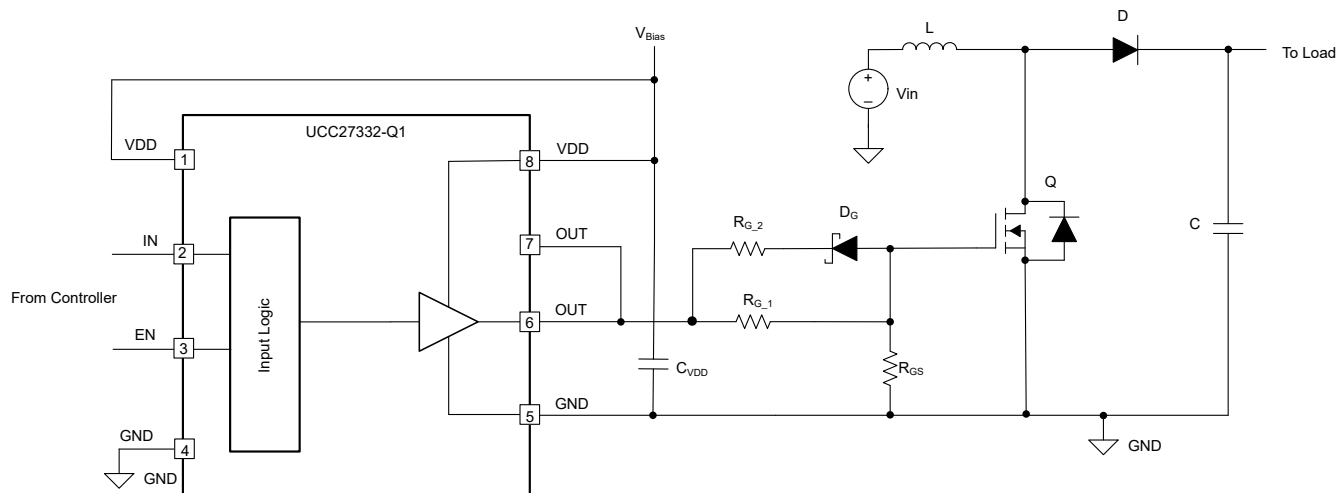 V_Bias
L
D
To Load
+
Vin
–
UCC27332-Q1
VDD
1
8
VDD
Q
D_G
R_G_2
IN
2
7
OUT
C
From Controller
Input Logic
R_G_1
6
OUT
EN
3
C_VDD
R_GS
GND
5
GND
4
GND
GND